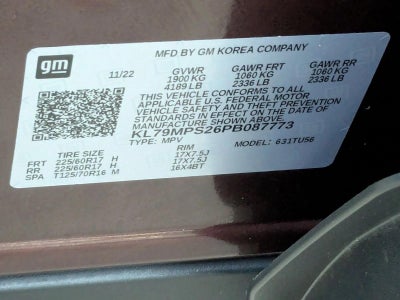 gm
MFD BY GM KOREA COMPANY
11/22 GVWR GAWR FRT GAWR RR
1900 KG 1060 KG 1060 KG
4189 LB 2336 LB 2336 LB
THIS VEHICLE CONFORMS TO ALL
APPLICABLE U.S. FEDERAL MOTOR
VEHICLE SAFETY AND THEFT PREVENTION
STANDARDS IN EFFECT ON THE DATE OF
MANUFACTURE SHOWN ABOVE.
KL79MPS26PB087773
TYPE: MPV MODEL: 631TU56
TIRE SIZE RIM
FRT 225/60R17 H 17X7.5J
RR 225/60R17 H 17X7.5J
SPA T125/70R16 M 16X4BT